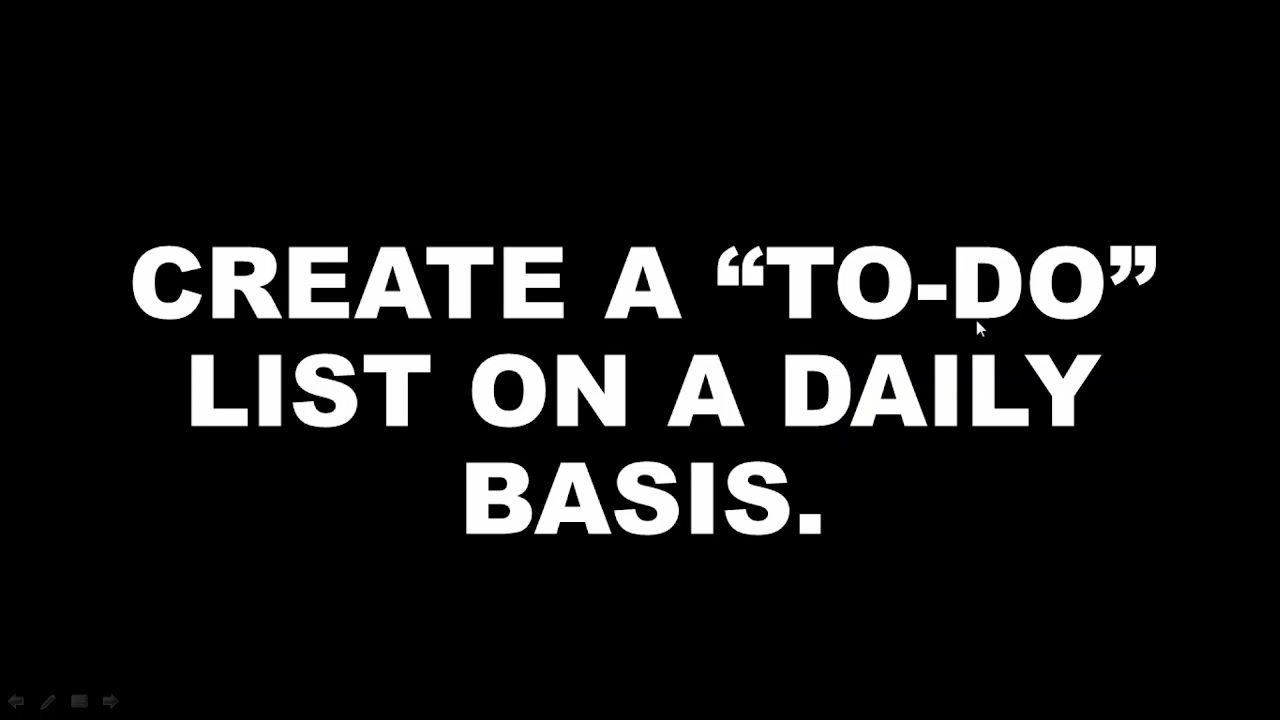 CREATE A “TO-DO”
LIST ON A DAILY
BASIS.